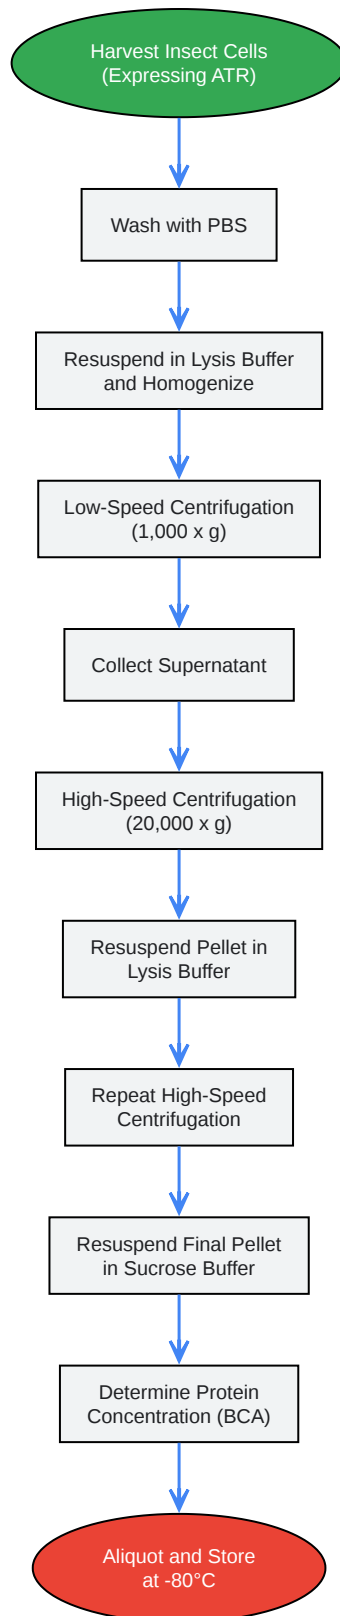 Harvest Insect Cells
(Expressing ATR)
Wash with PBS
Resuspend in Lysis Buffer
and Homogenize
Low-Speed Centrifugation
(1,000 x g)
Collect Supernatant
High-Speed Centrifugation
(20,000 x g)
Resuspend Pellet in
Lysis Buffer
Repeat High-Speed
Centrifugation
Resuspend Final Pellet
in Sucrose Buffer
Determine Protein
Concentration (BCA)
Aliquot and Store
at -80°C